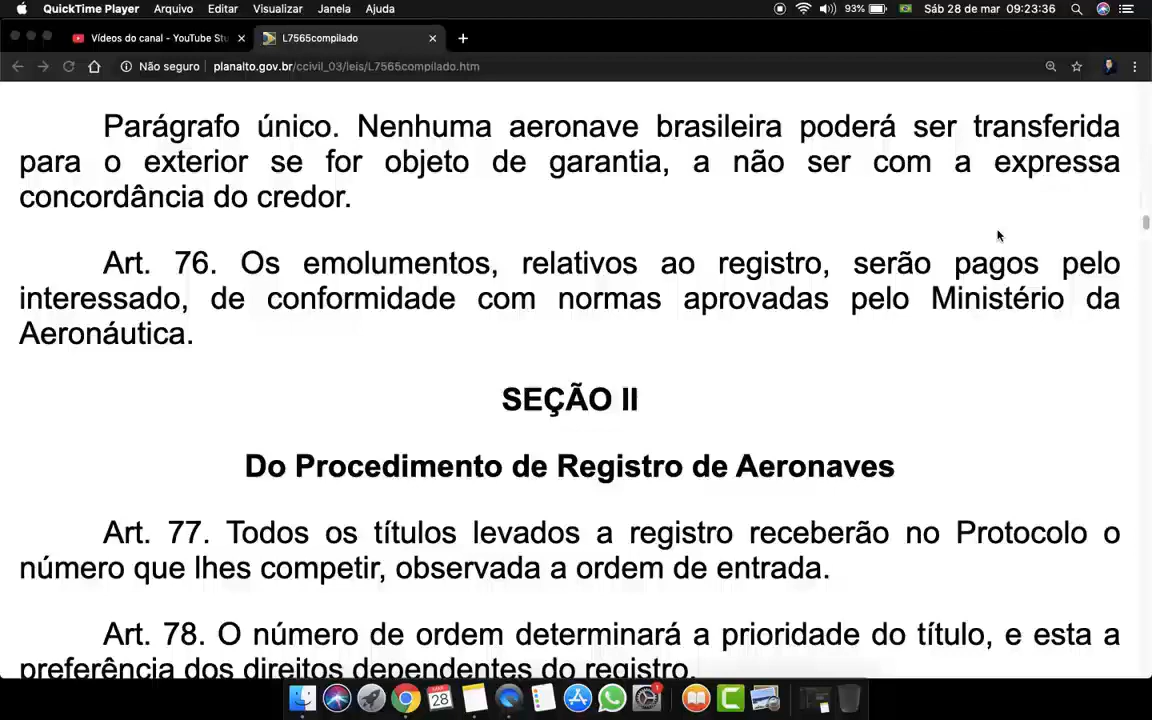 QuickTime Player Arquivo Editar Visualizar Janela Ajuda 93% Sáb 28 de mar 09:23:36
Vídeos do canal - YouTube Stu L7565compilado
Não seguro planalto.gov.br/ccivil_03/leis/L7565compilado.htm
Parágrafo único. Nenhuma aeronave brasileira poderá ser transferida
para o exterior se for objeto de garantia, a não ser com a expressa
concordância do credor.
Art. 76. Os emolumentos, relativos ao registro, serão pagos pelo
interessado, de conformidade com normas aprovadas pelo Ministério da
Aeronáutica.
SEÇÃO II
Do Procedimento de Registro de Aeronaves
Art. 77. Todos os títulos levados a registro receberão no Protocolo o
número que lhes competir, observada a ordem de entrada.
Art. 78. O número de ordem determinará a prioridade do título, e esta a
preferência dos direitos dependentes do registro.
28